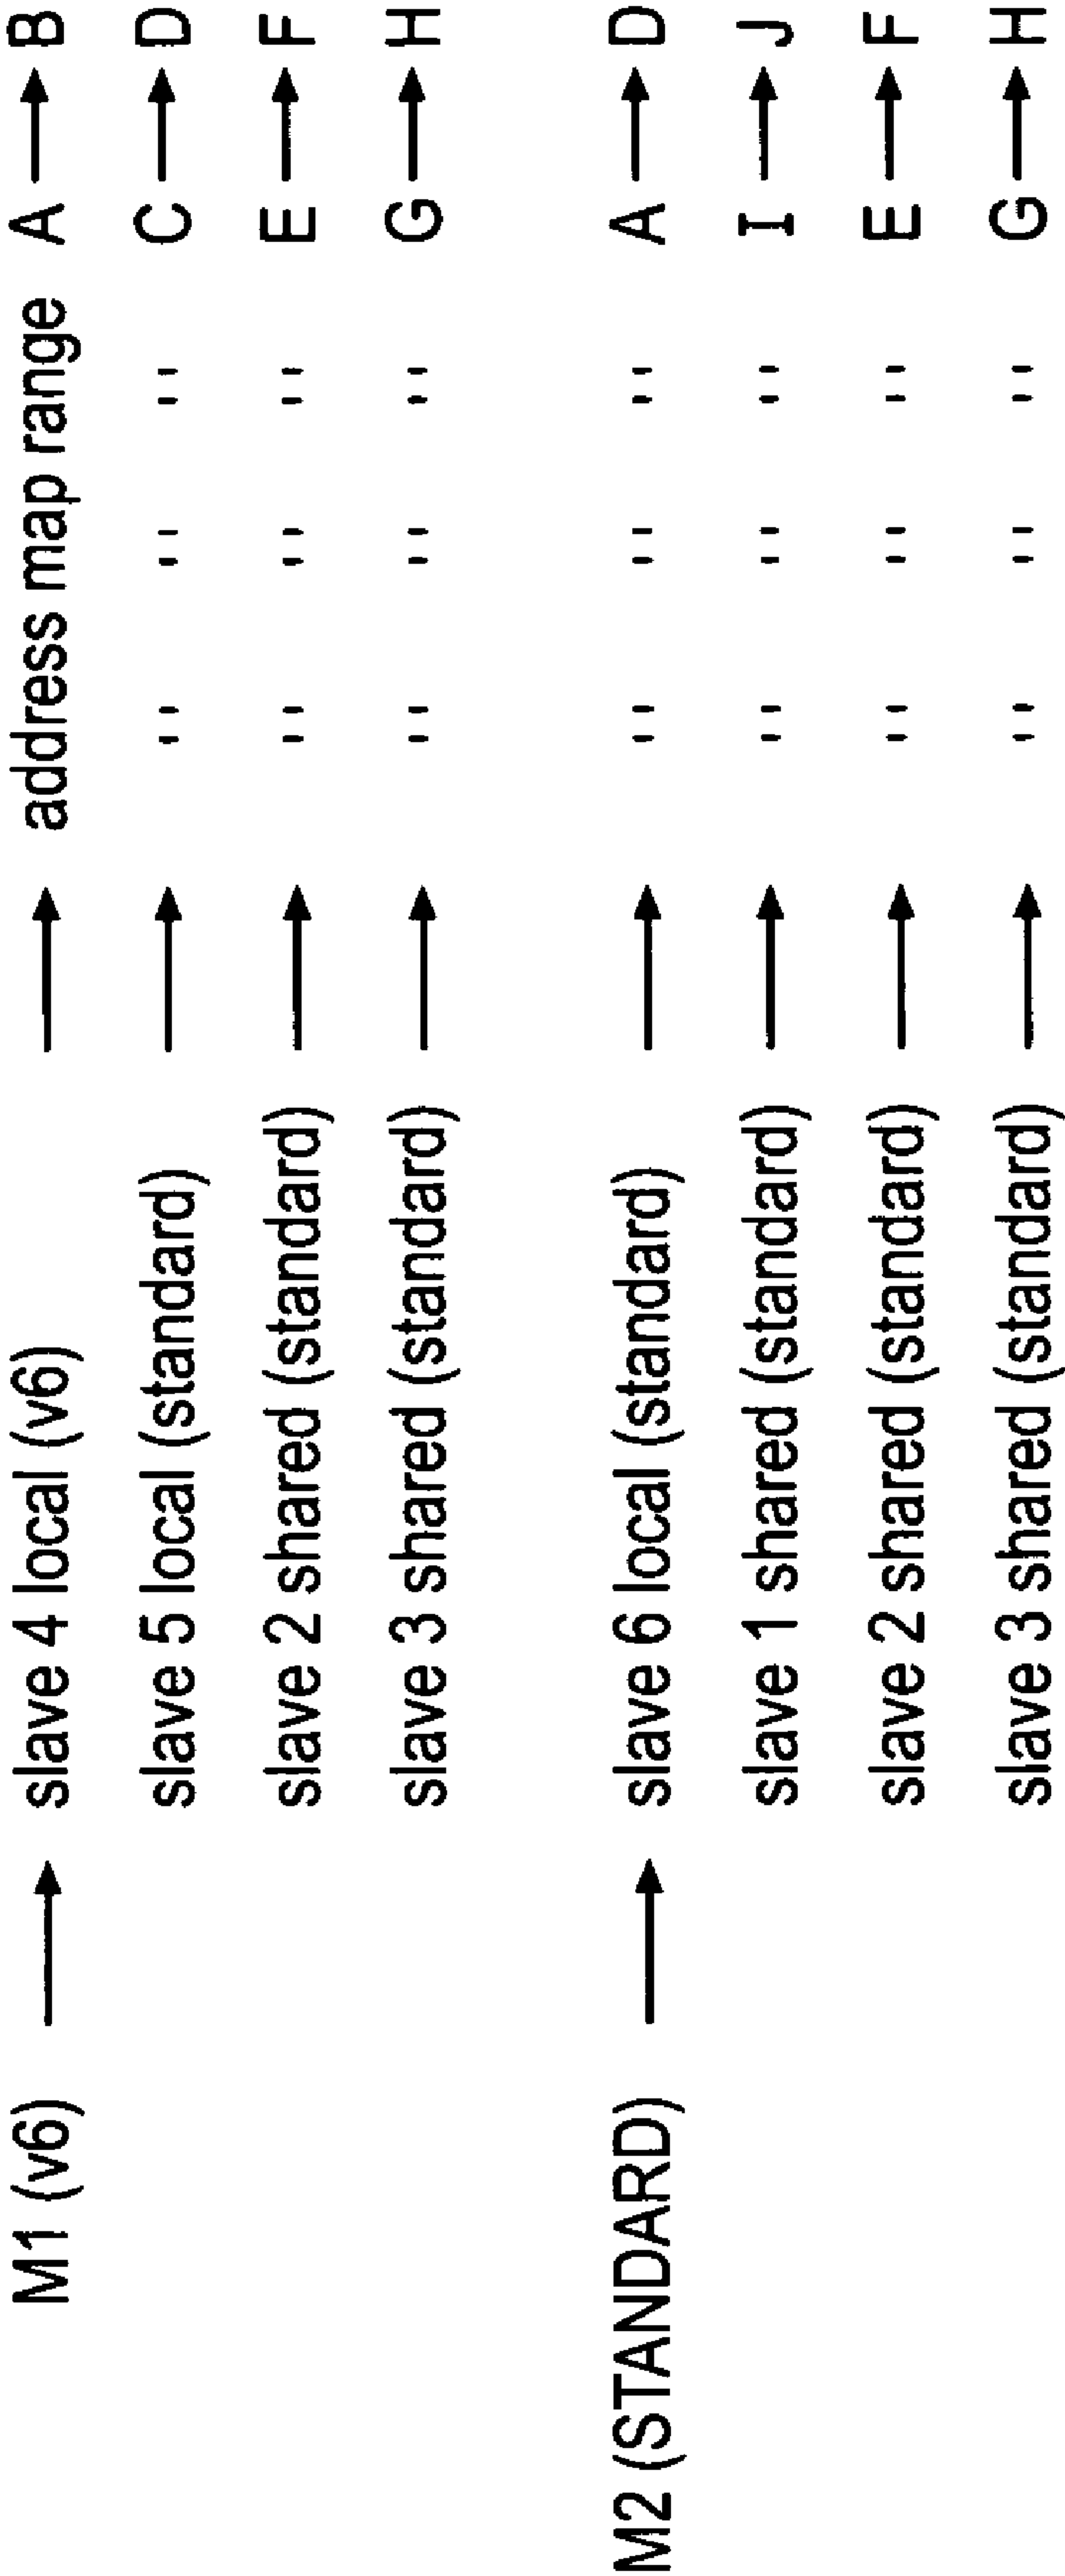 M1 (v6) → slave 4 local (v6) → address map range A → B
slave 5 local (standard) → " " " C → D
slave 2 shared (standard) → " " " E → F
slave 3 shared (standard) → " " " G → H
M2 (STANDARD) → slave 6 local (standard) → " " " A → D
slave 1 shared (standard) → " " " I → J
slave 2 shared (standard) → " " " E → F
slave 3 shared (standard) → " " " G → H